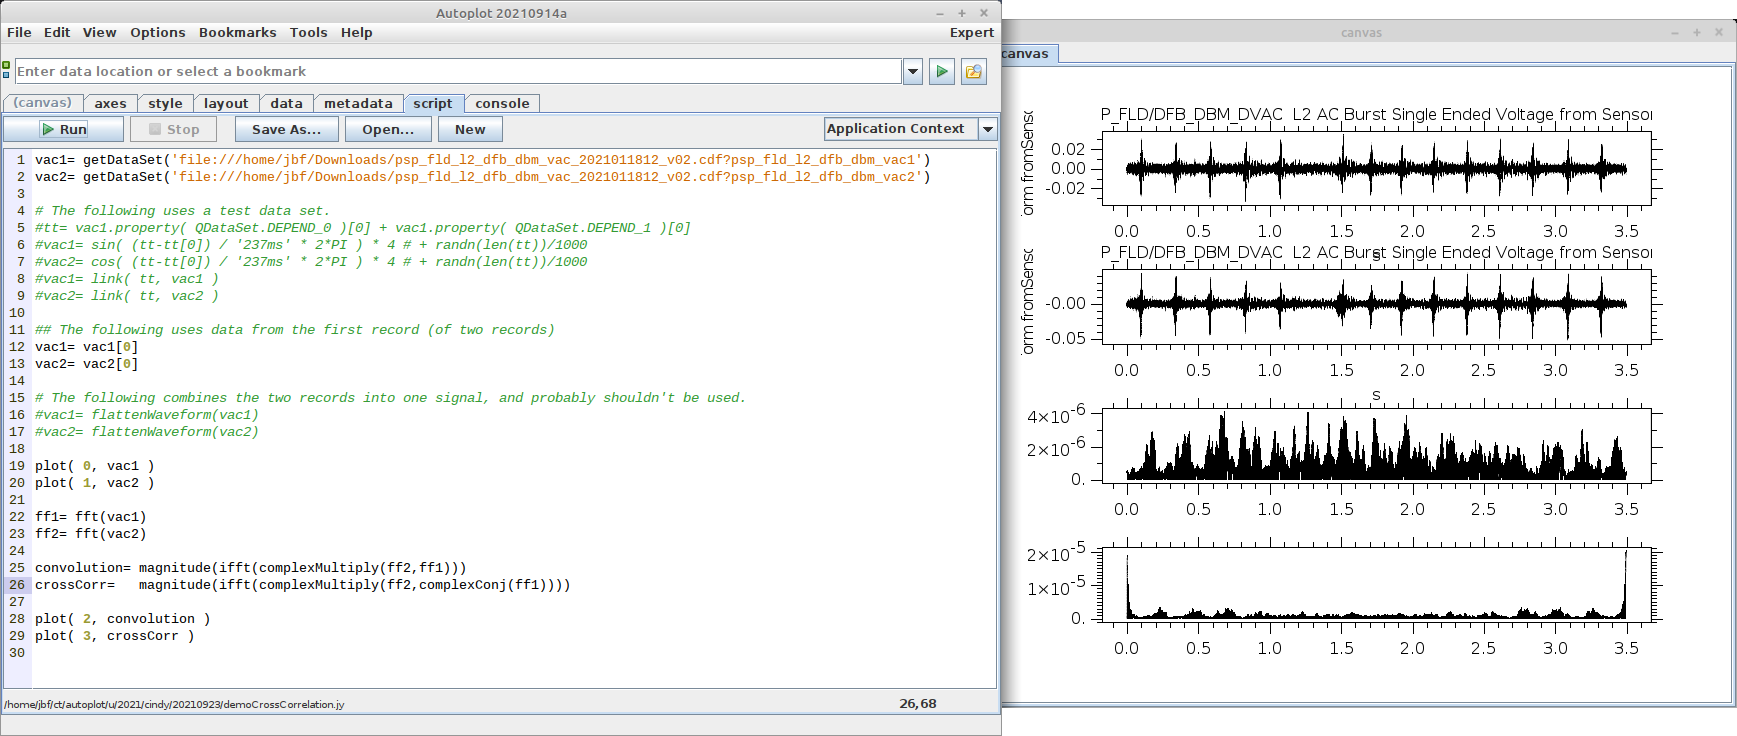 Autoplot 20210914a
File Edit View Options Bookmarks Tools Help Expert
Enter data location or select a bookmark
(canvas) axes style layout data metadata script console
Run Stop Save As... Open... New Application Context
1 vac1= getDataSet('file:///home/jbf/Downloads/psp_fld_l2_dfb_dbm_vac_2021011812_v02.cdf?psp_fld_l2_dfb_dbm_vac1')
2 vac2= getDataSet('file:///home/jbf/Downloads/psp_fld_l2_dfb_dbm_vac_2021011812_v02.cdf?psp_fld_l2_dfb_dbm_vac2')
3
4 # The following uses a test data set.
5 #tt= vac1.property( QDataSet.DEPEND_0 )[0] + vac1.property( QDataSet.DEPEND_1 )[0]
6 #vac1= sin( (tt-tt[0]) / '237ms' * 2*PI ) * 4 # + randn(len(tt))/1000
7 #vac2= cos( (tt-tt[0]) / '237ms' * 2*PI ) * 4 # + randn(len(tt))/1000
8 #vac1= link( tt, vac1 )
9 #vac2= link( tt, vac2 )
10
11 ## The following uses data from the first record (of two records)
12 vac1= vac1[0]
13 vac2= vac2[0]
14
15 # The following combines the two records into one signal, and probably shouldn't be used.
16 #vac1= flattenWaveform(vac1)
17 #vac2= flattenWaveform(vac2)
18
19 plot( 0, vac1 )
20 plot( 1, vac2 )
21
22 ff1= fft(vac1)
23 ff2= fft(vac2)
24
25 convolution= magnitude(ifft(complexMultiply(ff2,ff1)))
26 crossCorr=   magnitude(ifft(complexMultiply(ff2,complexConj(ff1))))
27
28 plot( 2, convolution )
29 plot( 3, crossCorr )
30
/home/jbf/ct/autoplot/u/2021/cindy/20210923/demoCrossCorrelation.jy 26,68
canvas
canvas
P_FLD/DFB_DBM_DVAC L2 AC Burst Single Ended Voltage from Sensor
orm fromSensc
0.02
0.00
-0.02
0.0 0.5 1.0 1.5 2.0 2.5 3.0 3.5
s
P_FLD/DFB_DBM_DVAC L2 AC Burst Single Ended Voltage from Sensor
orm fromSensc
-0.00
-0.05
0.0 0.5 1.0 1.5 2.0 2.5 3.0 3.5
s
4×10-6
2×10-6
0.
0.0 0.5 1.0 1.5 2.0 2.5 3.0 3.5
2×10-5
1×10-5
0.
0.0 0.5 1.0 1.5 2.0 2.5 3.0 3.5